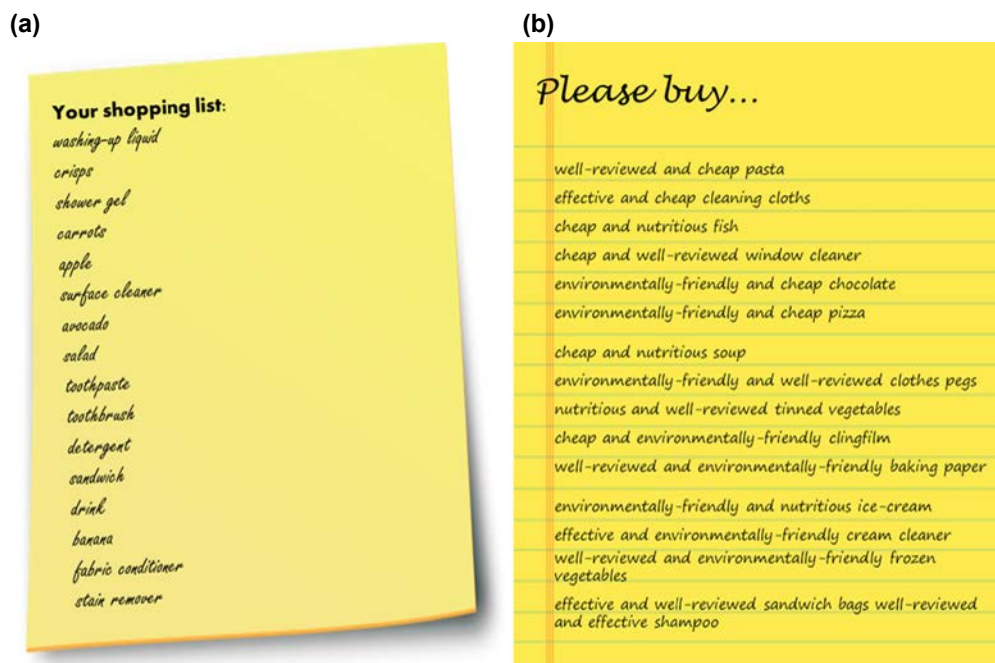 (a)
Your shopping list:
washing-up liquid
crisps
shower gel
carrots
apple
surface cleaner
avocado
salad
toothpaste
toothbrush
detergent
sandwich
drink
banana
fabric conditioner
stain remover
(b)
Please buy...
well-reviewed and cheap pasta
effective and cheap cleaning cloths
cheap and nutritious fish
cheap and well-reviewed window cleaner
environmentally-friendly and cheap chocolate
environmentally-friendly and cheap pizza
cheap and nutritious soup
environmentally-friendly and well-reviewed clothes pegs
nutritious and well-reviewed tinned vegetables
cheap and environmentally-friendly clingfilm
well-reviewed and environmentally-friendly baking paper
environmentally-friendly and nutritious ice-cream
effective and environmentally-friendly cream cleaner
well-reviewed and environmentally-friendly frozen
vegetables
effective and well-reviewed sandwich bags well-reviewed
and effective shampoo